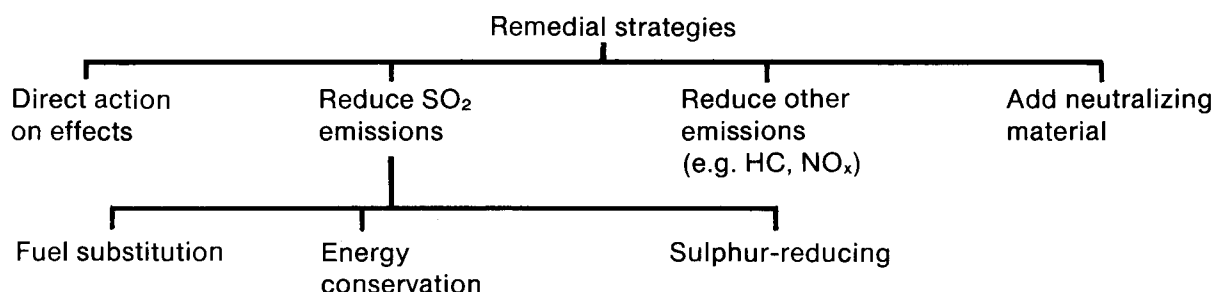 Remedial strategies
Direct action
on effects
Reduce SO₂
emissions
Reduce other
emissions
(e.g. HC, NOₓ)
Add neutralizing
material
Fuel substitution
Energy
conservation
Sulphur-reducing